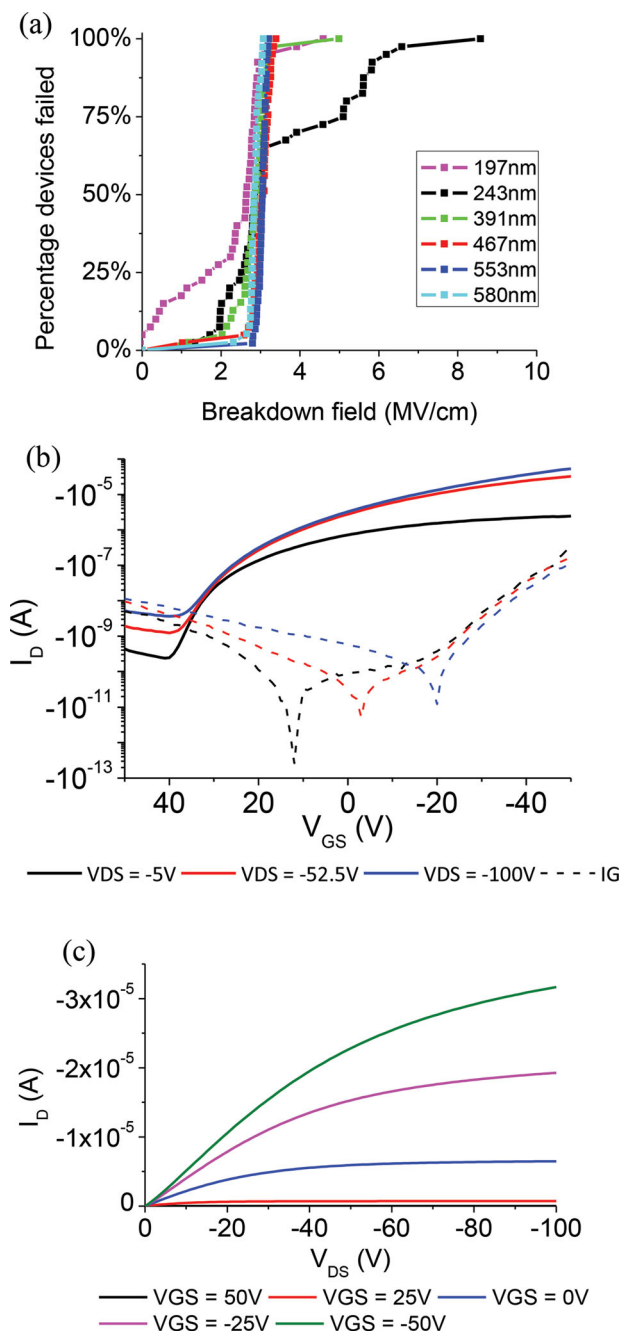 (a)
100%
75%
50%
25%
0%
Percentage devices failed
197nm
243nm
391nm
467nm
553nm
580nm
0 2 4 6 8 10
Breakdown field (MV/cm)
(b)
-10⁻⁵
-10⁻⁷
-10⁻⁹
-10⁻¹¹
-10⁻¹³
I_D (A)
40 20 0 -20 -40
V_GS (V)
VDS = -5V VDS = -52.5V VDS = -100V IG
(c)
-3x10⁻⁵
-2x10⁻⁵
-1x10⁻⁵
0
I_D (A)
0 -20 -40 -60 -80 -100
V_DS (V)
VGS = 50V VGS = 25V VGS = 0V
VGS = -25V VGS = -50V